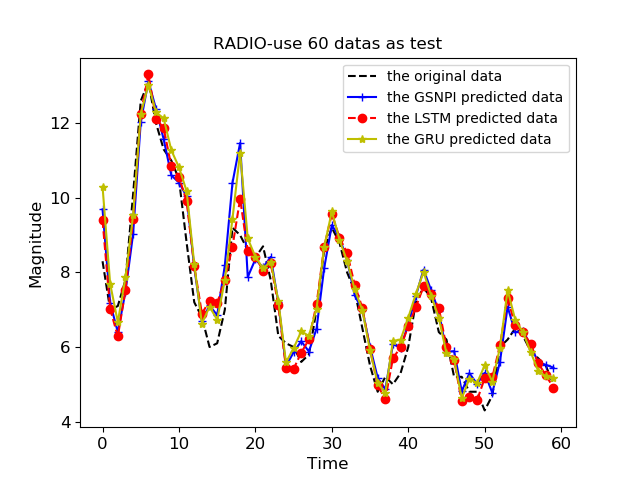 RADIO-use 60 datas as test
the original data
the GSNPI predicted data
the LSTM predicted data
the GRU predicted data
Magnitude
12
10
8
6
4
0 10 20 30 40 50 60
Time